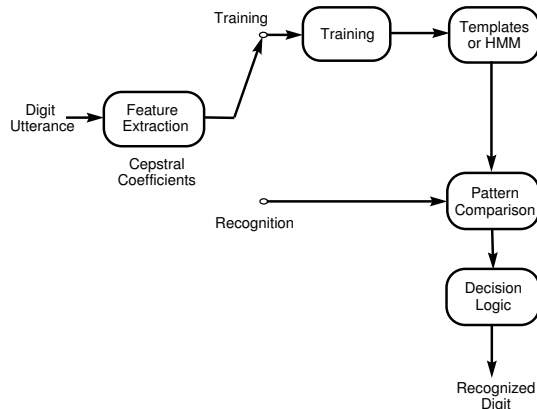 Training
Training
Templates
or HMM
Digit
Utterance
Feature
Extraction
Cepstral
Coefficients
Recognition
Pattern
Comparison
Decision
Logic
Recognized
Digit